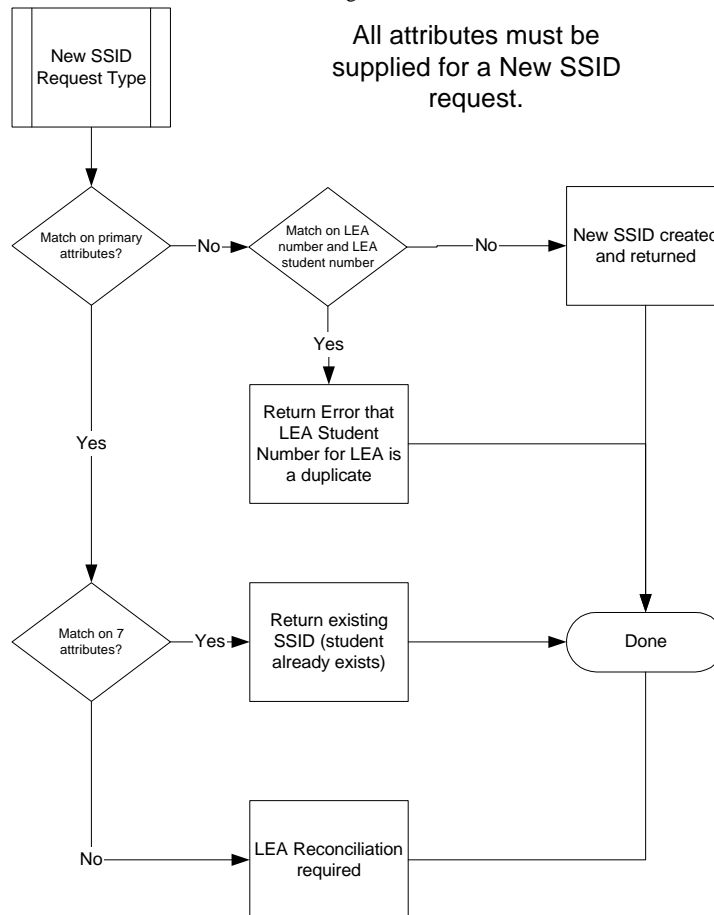 All attributes must be
supplied for a New SSID
request.
New SSID
Request Type
Match on primary
attributes?
No
Match on LEA
number and LEA
student number
No
New SSID created
and returned
Yes
Return Error that
LEA Student
Number for LEA is
a duplicate
Yes
Match on 7
attributes?
Yes
Return existing
SSID (student
already exists)
Done
No
LEA Reconciliation
required